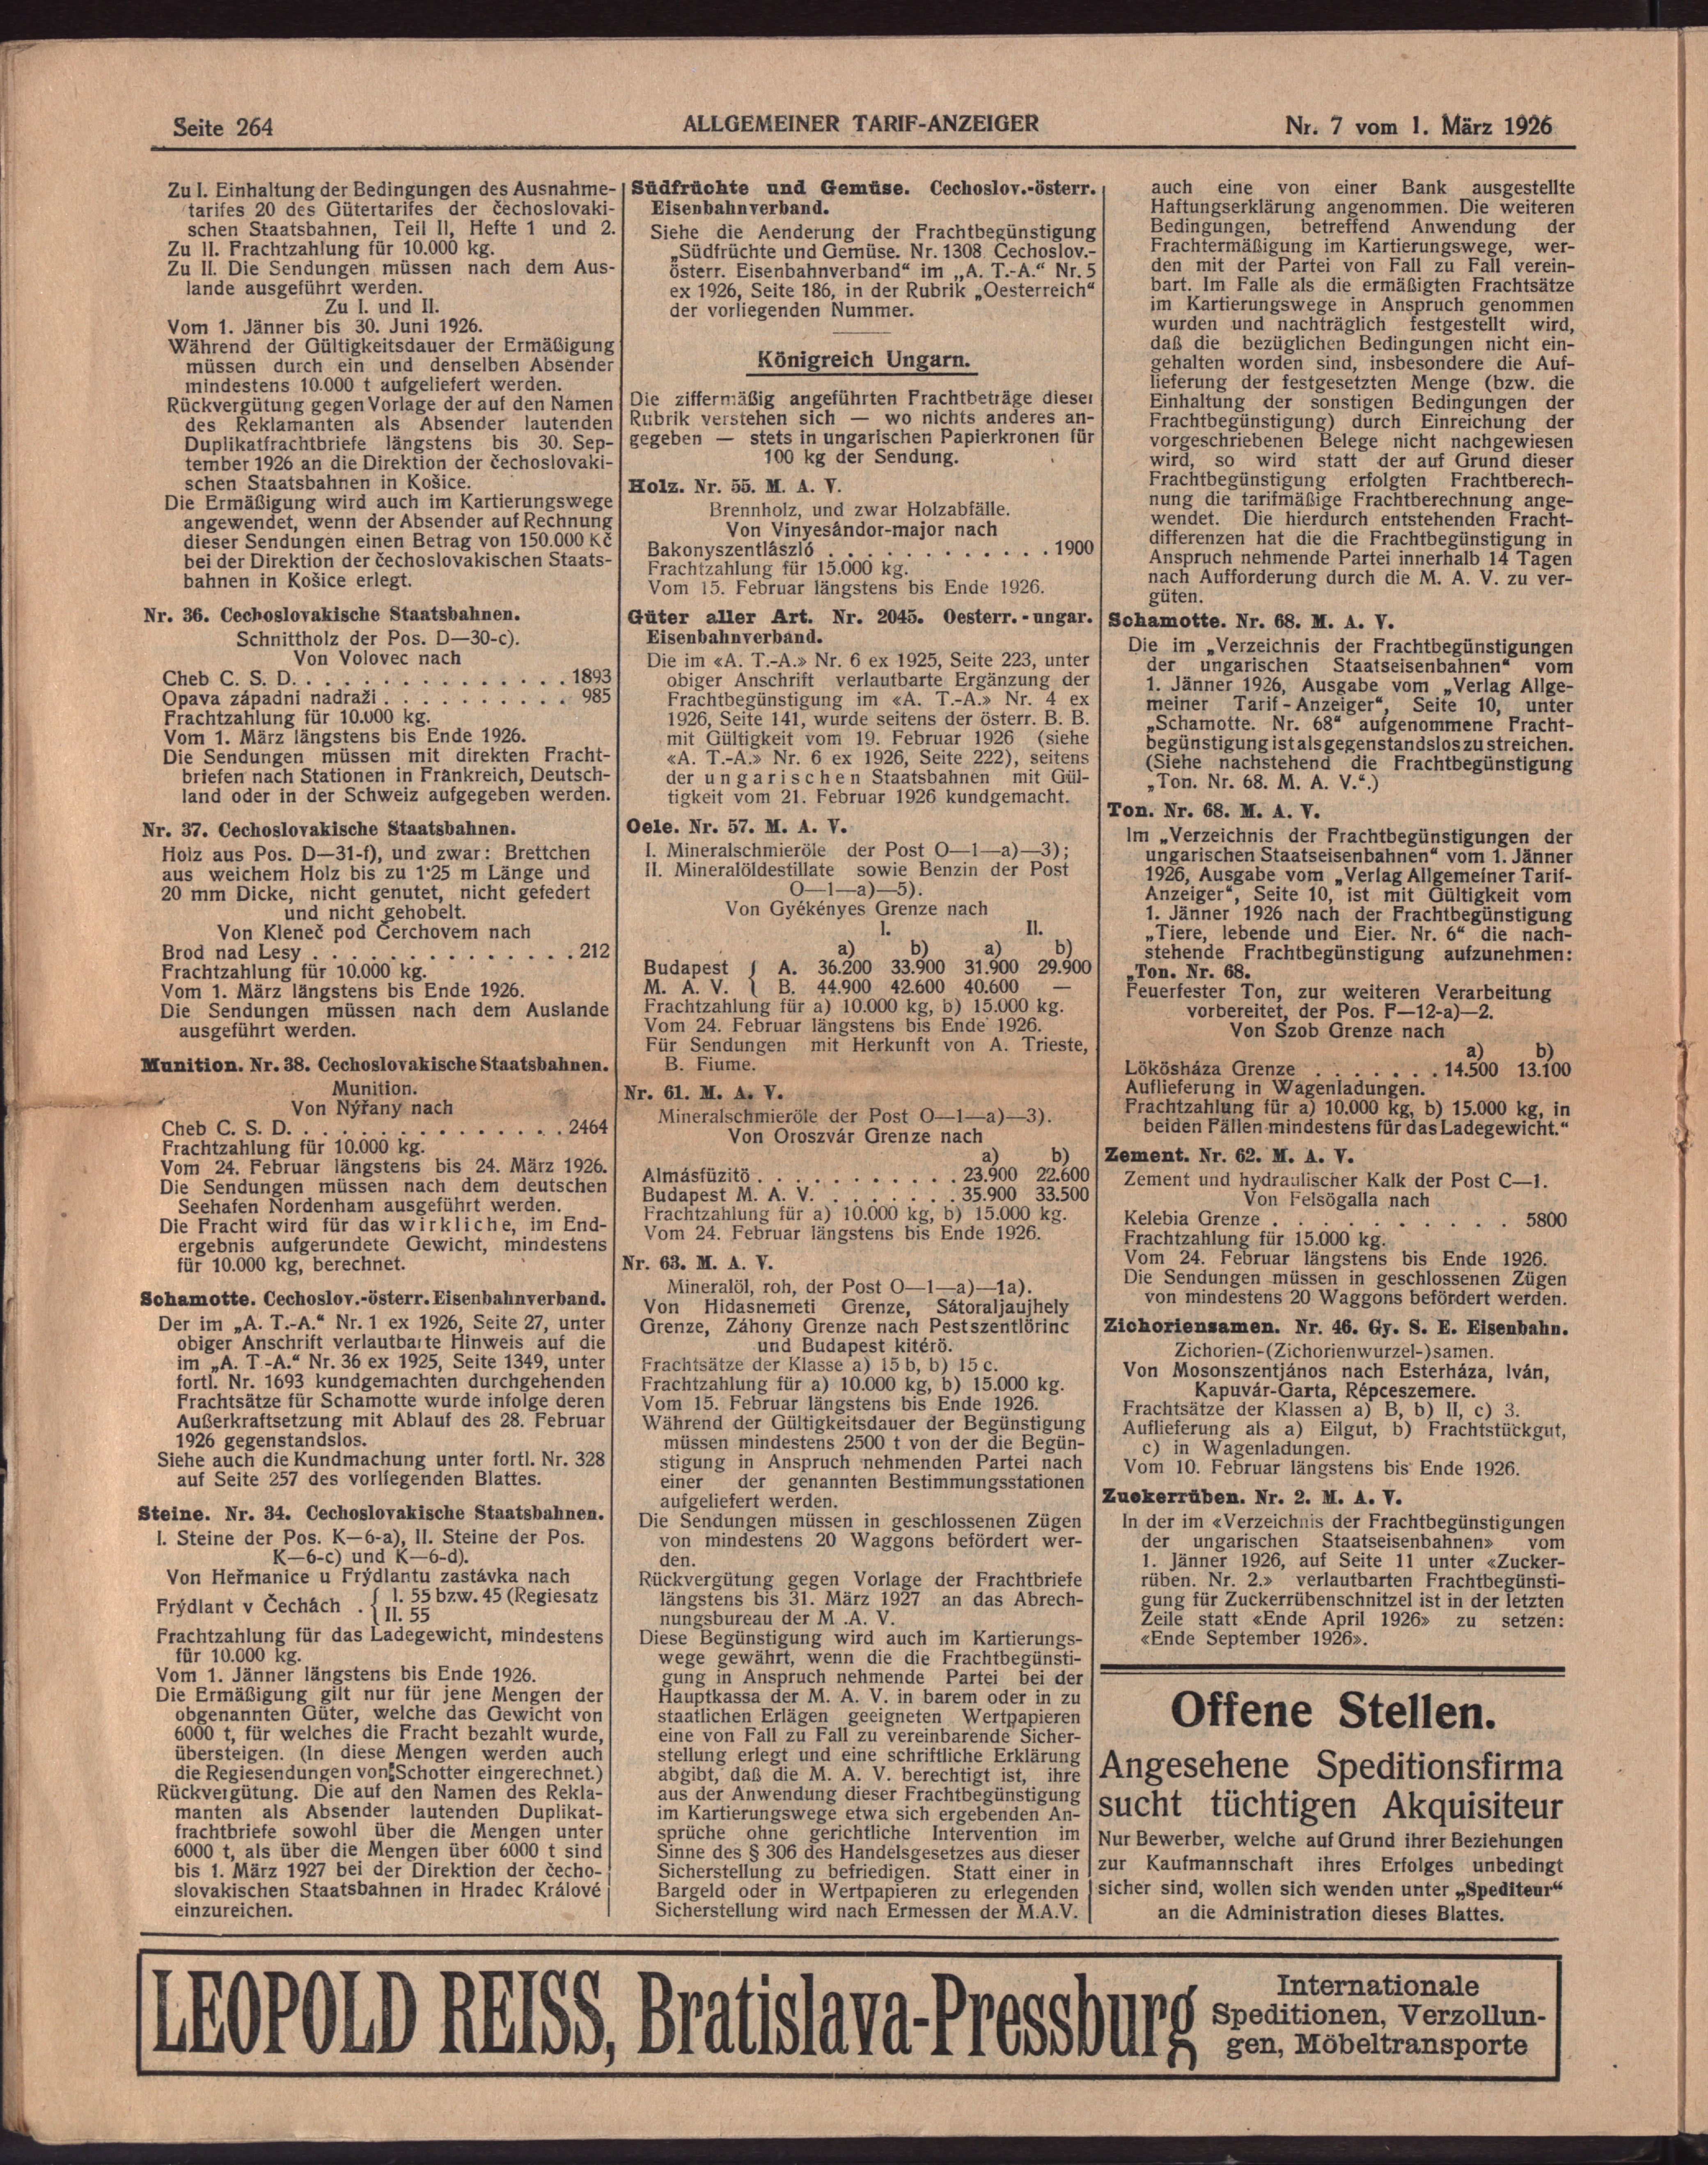 Seite 264
ALLGEMEINER TARIF-ANZEIGER
Nr. 7 vom 1. März 1926
Zu I. Einhaltung der Bedingungen des Ausnahme-
tarifes 20 des Gütertarifes der čechoslovaki-
schen Staatsbahnen, Teil II, Hefte 1 und 2.
Zu II. Frachtzahlung für 10.000 kg.
Zu II. Die Sendungen müssen nach dem Aus-
lande ausgeführt werden.
Zu I. und II.
Vom 1. Jänner bis 30. Juni 1926.
Während der Gültigkeitsdauer der Ermäßigung
müssen durch ein und denselben Absender
mindestens 10.000 t aufgeliefert werden.
Rückvergütung gegen Vorlage der auf den Namen
des Reklamanten als Absender lautenden
Duplikatfrachtbriefe längstens bis 30. Sep-
tember 1926 an die Direktion der čechoslovaki-
schen Staatsbahnen in Košice.
Die Ermäßigung wird auch im Kartierungswege
angewendet, wenn der Absender auf Rechnung
dieser Sendungen einen Betrag von 150.000 Kč
bei der Direktion der čechoslovakischen Staats-
bahnen in Košice erlegt.
Nr. 36. Cechoslovakische Staatsbahnen.
Schnittholz der Pos. D—30-c).
Von Volovec nach
Cheb C. S. D. . . . . . . . . . . . . . . 1893
Opava západni nadraži . . . . . . . . . . 985
Frachtzahlung für 10.000 kg.
Vom 1. März längstens bis Ende 1926.
Die Sendungen müssen mit direkten Fracht-
briefen nach Stationen in Frankreich, Deutsch-
land oder in der Schweiz aufgegeben werden.
Nr. 37. Cechoslovakische Staatsbahnen.
Holz aus Pos. D—31-f), und zwar: Brettchen
aus weichem Holz bis zu 1·25 m Länge und
20 mm Dicke, nicht genutet, nicht gefedert
und nicht gehobelt.
Von Kleneč pod Čerchovem nach
Brod nad Lesy . . . . . . . . . . . . . . 212
Frachtzahlung für 10.000 kg.
Vom 1. März längstens bis Ende 1926.
Die Sendungen müssen nach dem Auslande
ausgeführt werden.
Munition. Nr. 38. Cechoslovakische Staatsbahnen.
Munition.
Von Nýřany nach
Cheb C. S. D. . . . . . . . . . . . . . . 2464
Frachtzahlung für 10.000 kg.
Vom 24. Februar längstens bis 24. März 1926.
Die Sendungen müssen nach dem deutschen
Seehafen Nordenham ausgeführt werden.
Die Fracht wird für das wirkliche, im End-
ergebnis aufgerundete Gewicht, mindestens
für 10.000 kg, berechnet.
Schamotte. Cechoslov.-österr. Eisenbahnverband.
Der im „A. T.-A.“ Nr. 1 ex 1926, Seite 27, unter
obiger Anschrift verlautbarte Hinweis auf die
im „A. T.-A.“ Nr. 36 ex 1925, Seite 1349, unter
fortl. Nr. 1693 kundgemachten durchgehenden
Frachtsätze für Schamotte wurde infolge deren
Außerkraftsetzung mit Ablauf des 28. Februar
1926 gegenstandslos.
Siehe auch die Kundmachung unter fortl. Nr. 328
auf Seite 257 des vorliegenden Blattes.
Steine. Nr. 34. Cechoslovakische Staatsbahnen.
I. Steine der Pos. K—6-a), II. Steine der Pos.
K—6-c) und K—6-d).
Von Heřmanice u Frýdlantu zastávka nach
Frýdlant v Čechách . { I. 55 bzw. 45 (Regiesatz
II. 55
Frachtzahlung für das Ladegewicht, mindestens
für 10.000 kg.
Vom 1. Jänner längstens bis Ende 1926.
Die Ermäßigung gilt nur für jene Mengen der
obgenannten Güter, welche das Gewicht von
6000 t, für welches die Fracht bezahlt wurde,
übersteigen. (In diese Mengen werden auch
die Regiesendungen von Schotter eingerechnet.)
Rückvergütung. Die auf den Namen des Rekla-
manten als Absender lautenden Duplikat-
frachtbriefe sowohl über die Mengen unter
6000 t, als über die Mengen über 6000 t sind
bis 1. März 1927 bei der Direktion der čecho-
slovakischen Staatsbahnen in Hradec Králové
einzureichen.
Südfrüchte und Gemüse. Cechoslov.-österr.
Eisenbahnverband.
Siehe die Aenderung der Frachtbegünstigung
„Südfrüchte und Gemüse. Nr. 1308 Cechoslov.-
österr. Eisenbahnverband“ im „A. T.-A.“ Nr. 5
ex 1926, Seite 186, in der Rubrik „Oesterreich“
der vorliegenden Nummer.
Königreich Ungarn.
Die ziffermäßig angeführten Frachtbeträge dieser
Rubrik verstehen sich — wo nichts anderes an-
gegeben — stets in ungarischen Papierkronen für
100 kg der Sendung.
Holz. Nr. 55. M. A. V.
Brennholz, und zwar Holzabfälle.
Von Vinyesándor-major nach
Bakonyszentlászló . . . . . . . . . . . . 1900
Frachtzahlung für 15.000 kg.
Vom 15. Februar längstens bis Ende 1926.
Güter aller Art. Nr. 2045. Oesterr.-ungar.
Eisenbahnverband.
Die im «A. T.-A.» Nr. 6 ex 1925, Seite 223, unter
obiger Anschrift verlautbarte Ergänzung der
Frachtbegünstigung im «A. T.-A.» Nr. 4 ex
1926, Seite 141, wurde seitens der österr. B. B.
mit Gültigkeit vom 19. Februar 1926 (siehe
«A. T.-A.» Nr. 6 ex 1926, Seite 222), seitens
der ungarischen Staatsbahnen mit Gül-
tigkeit vom 21. Februar 1926 kundgemacht.
Oele. Nr. 57. M. A. V.
I. Mineralschmieröle der Post O—1—a)—3);
II. Mineralöldestillate sowie Benzin der Post
O—1—a)—5).
Von Gyékényes Grenze nach
I. II.
a) b) a) b)
Budapest { A. 36.200 33.900 31.900 29.900
M. A. V. { B. 44.900 42.600 40.600 —
Frachtzahlung für a) 10.000 kg, b) 15.000 kg.
Vom 24. Februar längstens bis Ende 1926.
Für Sendungen mit Herkunft von A. Trieste,
B. Fiume.
Nr. 61. M. A. V.
Mineralschmieröle der Post O—1—a)—3).
Von Oroszvár Grenze nach
a) b)
Almásfüzitö . . . . . . . . . . . 23.900 22.600
Budapest M. A. V. . . . . . . . 35.900 33.500
Frachtzahlung für a) 10.000 kg, b) 15.000 kg.
Vom 24. Februar längstens bis Ende 1926.
Nr. 63. M. A. V.
Mineralöl, roh, der Post O—1—a)—1a).
Von Hidasnemeti Grenze, Sátoraljaujhely
Grenze, Záhony Grenze nach Pestszentlörinc
und Budapest kitérö.
Frachtsätze der Klasse a) 15 b, b) 15 c.
Frachtzahlung für a) 10.000 kg, b) 15.000 kg.
Vom 15. Februar längstens bis Ende 1926.
Während der Gültigkeitsdauer der Begünstigung
müssen mindestens 2500 t von der die Begün-
stigung in Anspruch nehmenden Partei nach
einer der genannten Bestimmungsstationen
aufgeliefert werden.
Die Sendungen müssen in geschlossenen Zügen
von mindestens 20 Waggons befördert wer-
den.
Rückvergütung gegen Vorlage der Frachtbriefe
längstens bis 31. März 1927 an das Abrech-
nungsbureau der M .A. V.
Diese Begünstigung wird auch im Kartierungs-
wege gewährt, wenn die die Frachtbegünsti-
gung in Anspruch nehmende Partei bei der
Hauptkassa der M. A. V. in barem oder in zu
staatlichen Erlägen geeigneten Wertpapieren
eine von Fall zu Fall zu vereinbarende Sicher-
stellung erlegt und eine schriftliche Erklärung
abgibt, daß die M. A. V. berechtigt ist, ihre
aus der Anwendung dieser Frachtbegünstigung
im Kartierungswege etwa sich ergebenden An-
sprüche ohne gerichtliche Intervention im
Sinne des § 306 des Handelsgesetzes aus dieser
Sicherstellung zu befriedigen. Statt einer in
Bargeld oder in Wertpapieren zu erlegenden
Sicherstellung wird nach Ermessen der M.A.V.
auch eine von einer Bank ausgestellte
Haftungserklärung angenommen. Die weiteren
Bedingungen, betreffend Anwendung der
Frachtermäßigung im Kartierungswege, wer-
den mit der Partei von Fall zu Fall verein-
bart. Im Falle als die ermäßigten Frachtsätze
im Kartierungswege in Anspruch genommen
wurden und nachträglich festgestellt wird,
daß die bezüglichen Bedingungen nicht ein-
gehalten worden sind, insbesondere die Auf-
lieferung der festgesetzten Menge (bzw. die
Einhaltung der sonstigen Bedingungen der
Frachtbegünstigung) durch Einreichung der
vorgeschriebenen Belege nicht nachgewiesen
wird, so wird statt der auf Grund dieser
Frachtbegünstigung erfolgten Frachtberech-
nung die tarifmäßige Frachtberechnung ange-
wendet. Die hierdurch entstehenden Fracht-
differenzen hat die die Frachtbegünstigung in
Anspruch nehmende Partei innerhalb 14 Tagen
nach Aufforderung durch die M. A. V. zu ver-
güten.
Schamotte. Nr. 68. M. A. V.
Die im „Verzeichnis der Frachtbegünstigungen
der ungarischen Staatseisenbahnen“ vom
1. Jänner 1926, Ausgabe vom „Verlag Allge-
meiner Tarif-Anzeiger“, Seite 10, unter
„Schamotte. Nr. 68“ aufgenommene Fracht-
begünstigung ist als gegenstandslos zu streichen.
(Siehe nachstehend die Frachtbegünstigung
„Ton. Nr. 68. M. A. V.“.)
Ton. Nr. 68. M. A. V.
Im „Verzeichnis der Frachtbegünstigungen der
ungarischen Staatseisenbahnen“ vom 1. Jänner
1926, Ausgabe vom „Verlag Allgemeiner Tarif-
Anzeiger“, Seite 10, ist mit Gültigkeit vom
1. Jänner 1926 nach der Frachtbegünstigung
„Tiere, lebende und Eier. Nr. 6“ die nach-
stehende Frachtbegünstigung aufzunehmen:
„Ton. Nr. 68.
Feuerfester Ton, zur weiteren Verarbeitung
vorbereitet, der Pos. F—12-a)—2.
Von Szob Grenze nach
a) b)
Lökösháza Grenze . . . . . . . 14.500 13.100
Auflieferung in Wagenladungen.
Frachtzahlung für a) 10.000 kg, b) 15.000 kg, in
beiden Fällen mindestens für das Ladegewicht.“
Zement. Nr. 62. M. A. V.
Zement und hydraulischer Kalk der Post C—1.
Von Felsögalla nach
Kelebia Grenze . . . . . . . . . . . 5800
Frachtzahlung für 15.000 kg.
Vom 24. Februar längstens bis Ende 1926.
Die Sendungen müssen in geschlossenen Zügen
von mindestens 20 Waggons befördert werden.
Zichoriensamen. Nr. 46. Gy. S. E. Eisenbahn.
Zichorien-(Zichorienwurzel-)samen.
Von Mosonszentjános nach Esterháza, Iván,
Kapuvár-Garta, Répceszemere.
Frachtsätze der Klassen a) B, b) II, c) 3.
Auflieferung als a) Eilgut, b) Frachtstückgut,
c) in Wagenladungen.
Vom 10. Februar längstens bis Ende 1926.
Zuckerrüben. Nr. 2. M. A. V.
In der im «Verzeichnis der Frachtbegünstigungen
der ungarischen Staatseisenbahnen» vom
1. Jänner 1926, auf Seite 11 unter «Zucker-
rüben. Nr. 2.» verlautbarten Frachtbegünsti-
gung für Zuckerrübenschnitzel ist in der letzten
Zeile statt «Ende April 1926» zu setzen:
«Ende September 1926».
Offene Stellen.
Angesehene Speditionsfirma
sucht tüchtigen Akquisiteur
Nur Bewerber, welche auf Grund ihrer Beziehungen
zur Kaufmannschaft ihres Erfolges unbedingt
sicher sind, wollen sich wenden unter „Spediteur“
an die Administration dieses Blattes.
LEOPOLD REISS, Bratislava-Pressburg
Internationale
Speditionen, Verzollun-
gen, Möbeltransporte